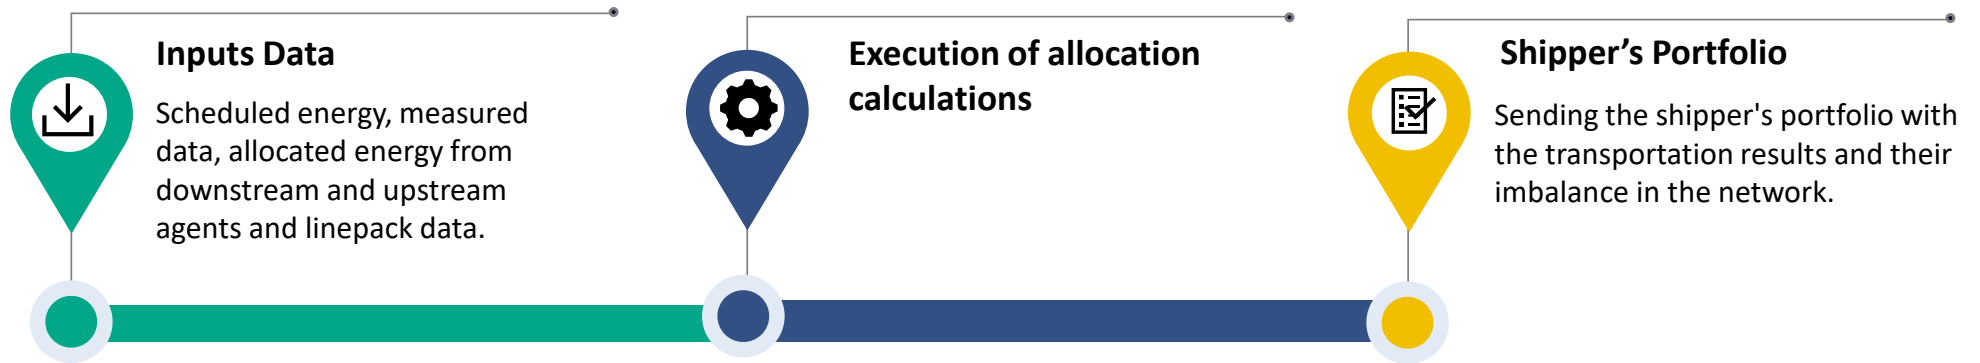 Inputs Data
Scheduled energy, measured
data, allocated energy from
downstream and upstream
agents and linepack data.
Execution of allocation
calculations
Shipper’s Portfolio
Sending the shipper's portfolio with
the transportation results and their
imbalance in the network.